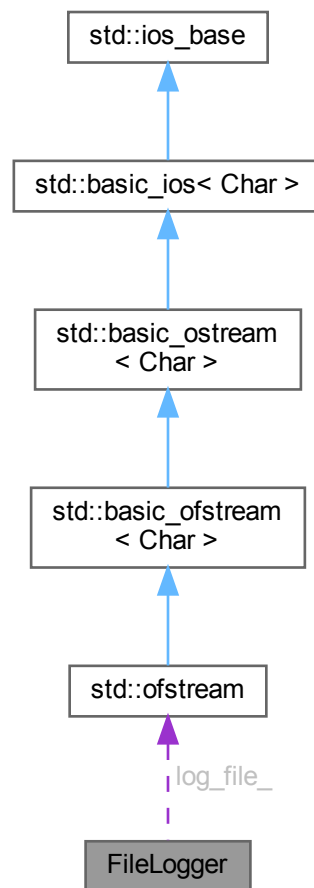 std::ios_base
std::basic_ios< Char >
std::basic_ostream
< Char >
std::basic_ofstream
< Char >
std::ofstream
log_file_
FileLogger